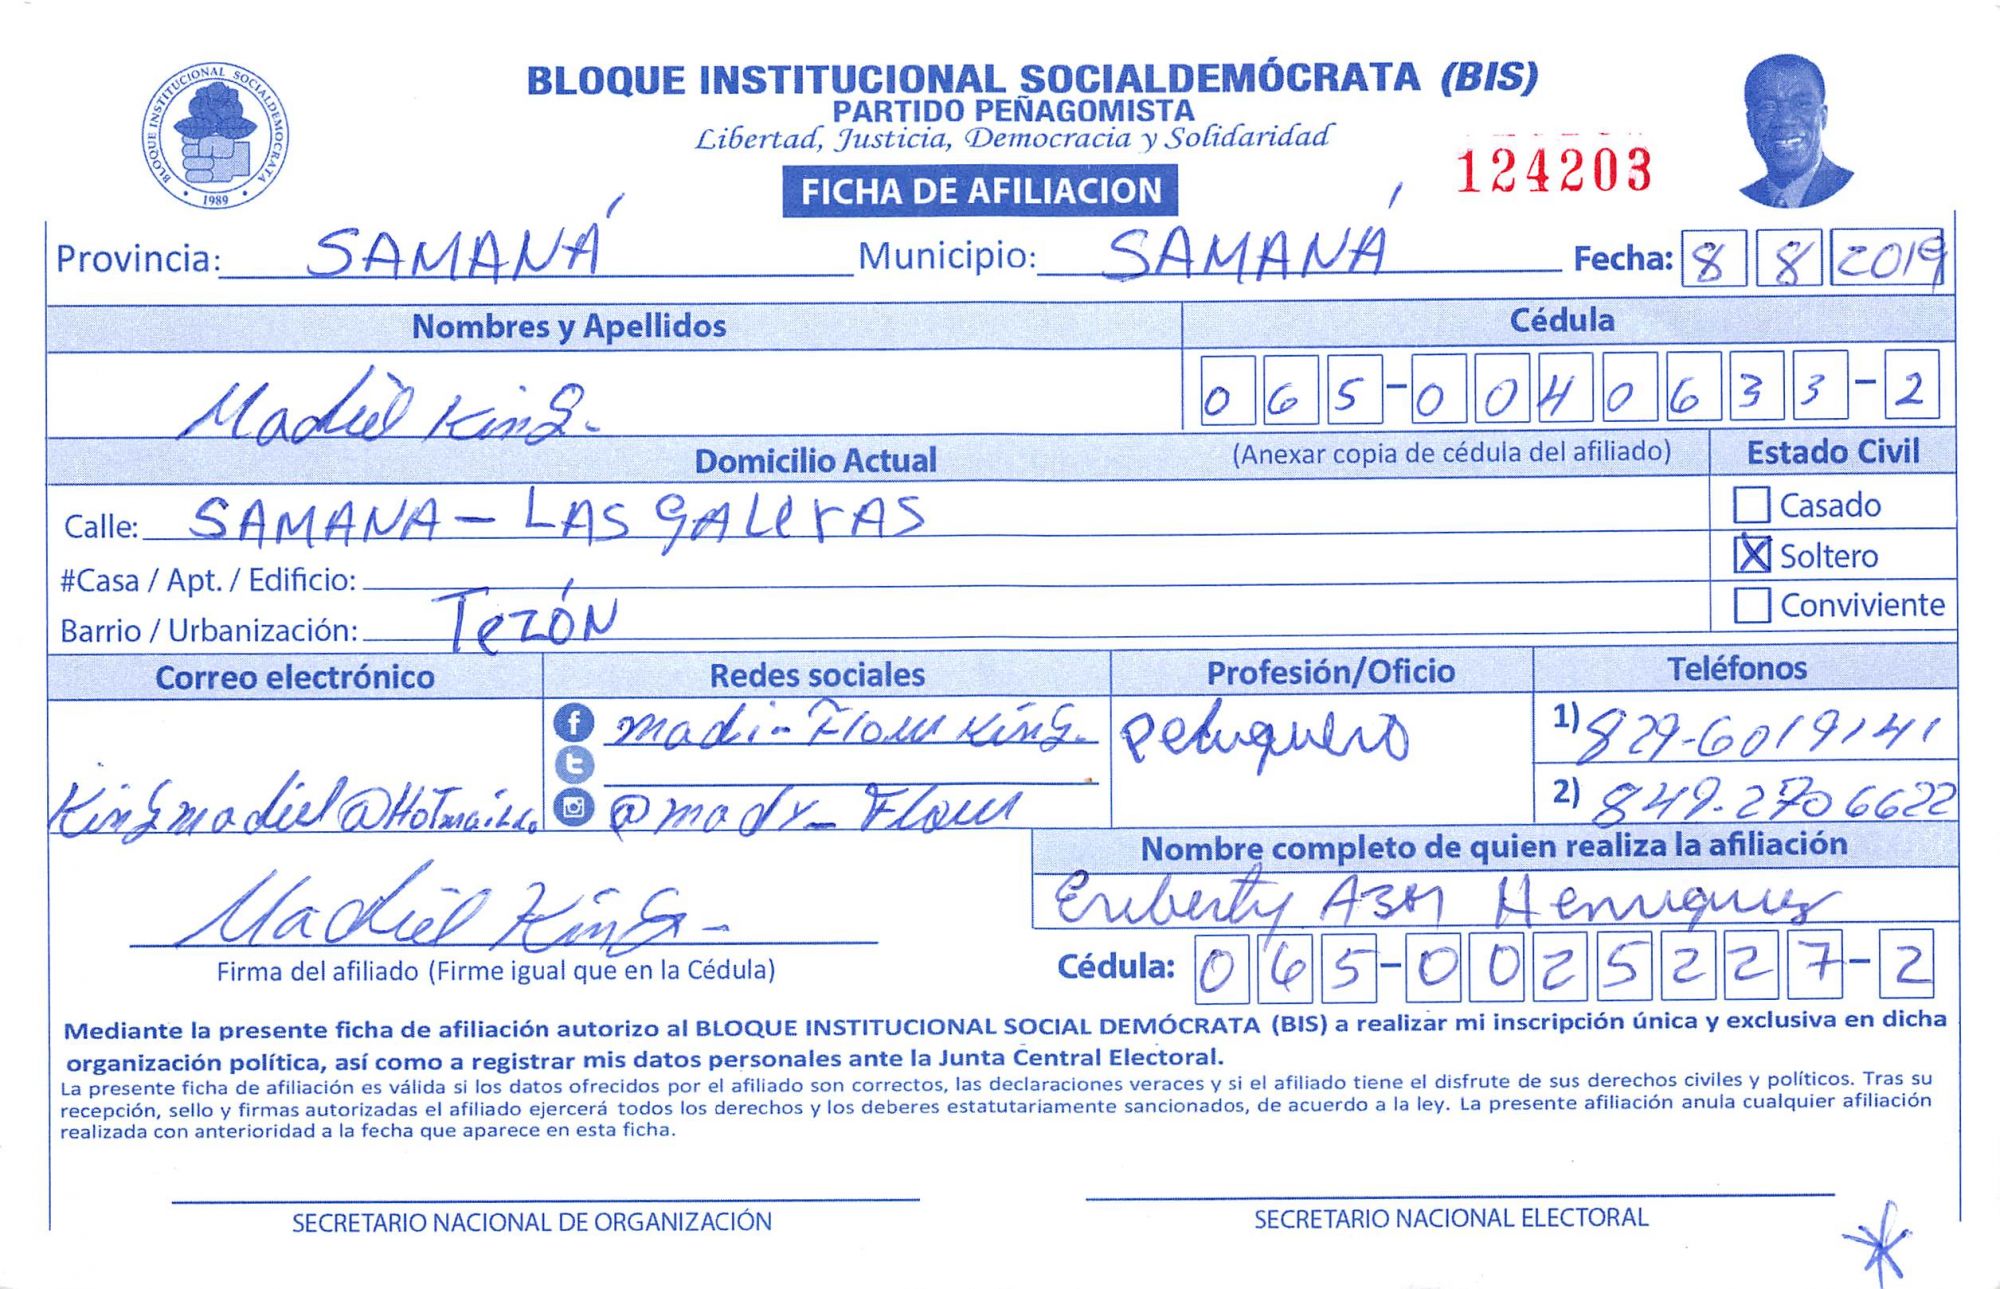 BLOQUE INSTITUCIONAL SOCIALDEMOCRATA
1989
BLOQUE INSTITUCIONAL SOCIALDEMÓCRATA (BIS)
PARTIDO PEÑAGOMISTA
Libertad, Justicia, Democracia y Solidaridad
FICHA DE AFILIACION
124203
Provincia: SAMANÁ Municipio: SAMANÁ Fecha: 8 8 2019
Nombres y Apellidos Cédula
Madiel King. 065-0040633-2
Domicilio Actual (Anexar copia de cédula del afiliado) Estado Civil
Calle: SAMANA - LAS gALerAS Casado
#Casa / Apt. / Edificio: X Soltero
Barrio / Urbanización: TezóN Conviviente
Correo electrónico Redes sociales Profesión/Oficio Teléfonos
madi-Flow King. Peluquero 1) 829-6019141
Kingmadiel@Hotmail.co @mady_Flow 2) 849-2706622
Nombre completo de quien realiza la afiliación
Madiel King - Eriberty Henriquez
Firma del afiliado (Firme igual que en la Cédula) Cédula: 065-0025227-2
Mediante la presente ficha de afiliación autorizo al BLOQUE INSTITUCIONAL SOCIAL DEMÓCRATA (BIS) a realizar mi inscripción única y exclusiva en dicha
organización política, así como a registrar mis datos personales ante la Junta Central Electoral.
La presente ficha de afiliación es válida si los datos ofrecidos por el afiliado son correctos, las declaraciones veraces y si el afiliado tiene el disfrute de sus derechos civiles y políticos. Tras su
recepción, sello y firmas autorizadas el afiliado ejercerá todos los derechos y los deberes estatutariamente sancionados, de acuerdo a la ley. La presente afiliación anula cualquier afiliación
realizada con anterioridad a la fecha que aparece en esta ficha.
SECRETARIO NACIONAL DE ORGANIZACIÓN SECRETARIO NACIONAL ELECTORAL